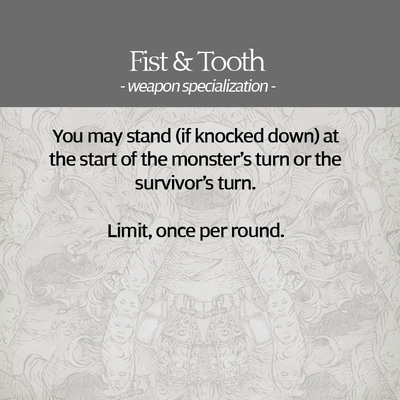 Fist & Tooth
- weapon specialization -
You may stand (if knocked down) at
the start of the monster's turn or the
survivor's turn.
Limit, once per round.